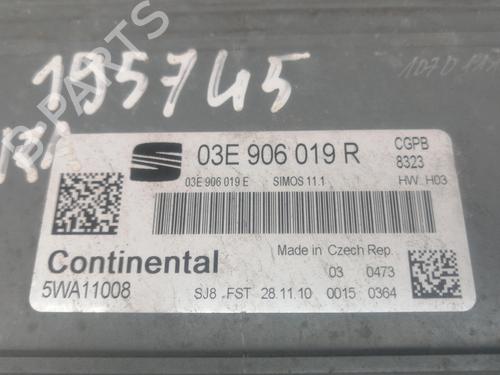 195745
03E 906 019 R
CGPB
8323
03E 906 019 E
SIMOS 11.1
HW H03
Continental
5WA11008
Made in Czech Rep.
03 0473
SJ8 FST 28.11.10 0015 0364